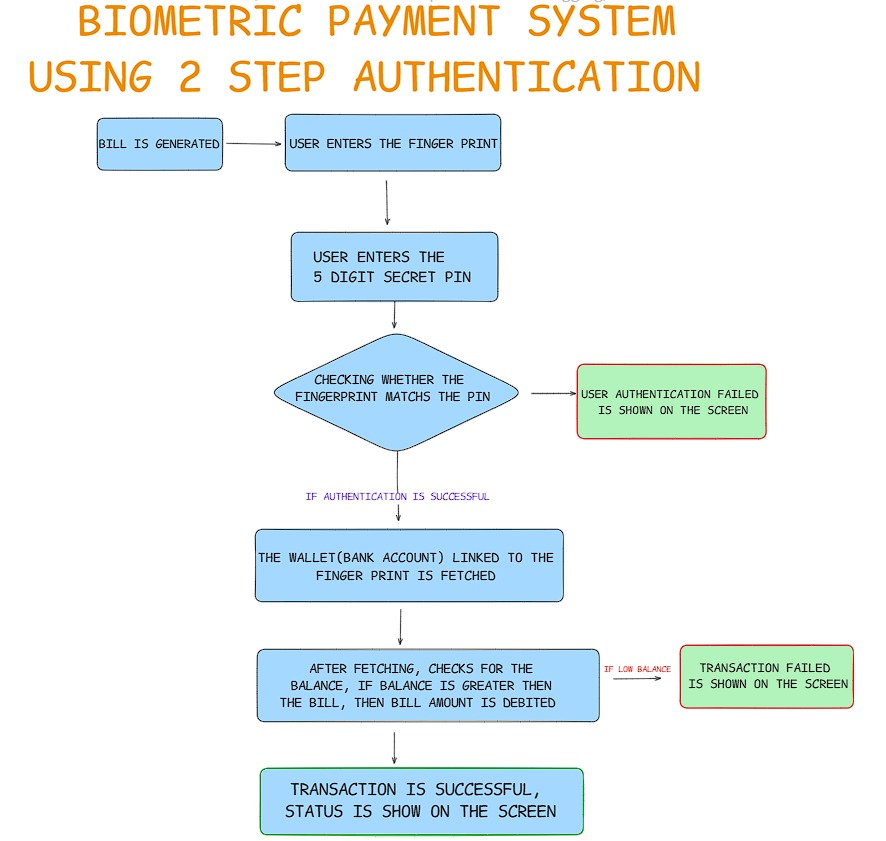 BIOMETRIC PAYMENT SYSTEM
USING 2 STEP AUTHENTICATION
BILL IS GENERATED
USER ENTERS THE FINGER PRINT
USER ENTERS THE
5 DIGIT SECRET PIN
CHECKING WHETHER THE
FINGERPRINT MATCHS THE PIN
USER AUTHENTICATION FAILED
IS SHOWN ON THE SCREEN
IF AUTHENTICATION IS SUCCESSFUL
THE WALLET(BANK ACCOUNT) LINKED TO THE
FINGER PRINT IS FETCHED
AFTER FETCHING, CHECKS FOR THE
BALANCE, IF BALANCE IS GREATER THEN
THE BILL, THEN BILL AMOUNT IS DEBITED
IF LOW BALANCE
TRANSACTION FAILED
IS SHOWN ON THE SCREEN
TRANSACTION IS SUCCESSFUL,
STATUS IS SHOW ON THE SCREEN